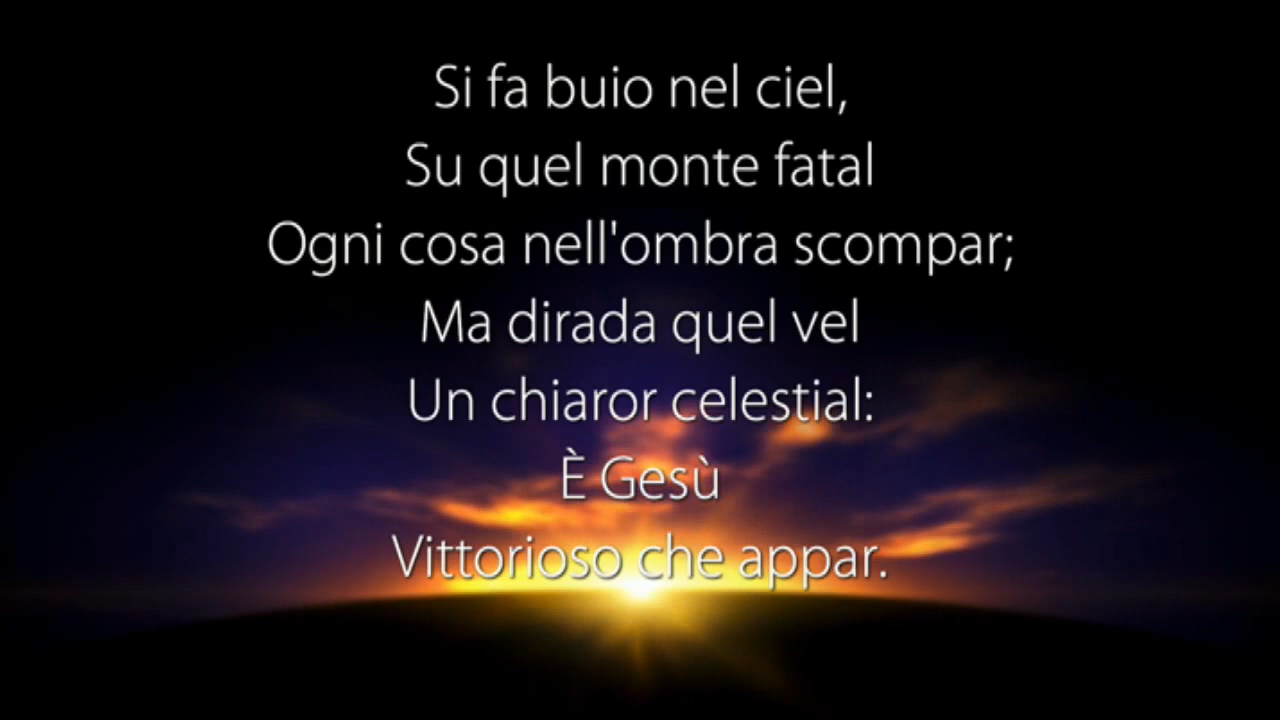 Si fa buio nel ciel,
Su quel monte fatal
Ogni cosa nell'ombra scompar;
Ma dirada quel vel
Un chiaror celestial:
È Gesù
Vittorioso che appar.